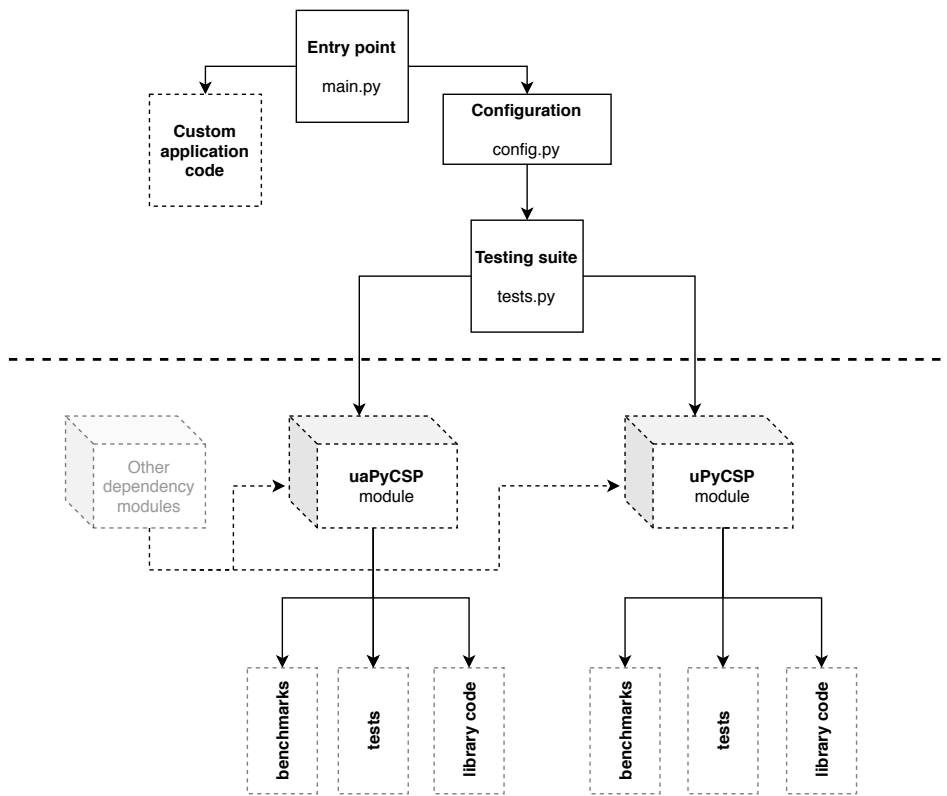 Entry point
main.py
Custom
application
code
Configuration
config.py
Testing suite
tests.py
Other
dependency
modules
uaPyCSP
module
uPyCSP
module
benchmarks
tests
library code
benchmarks
tests
library code